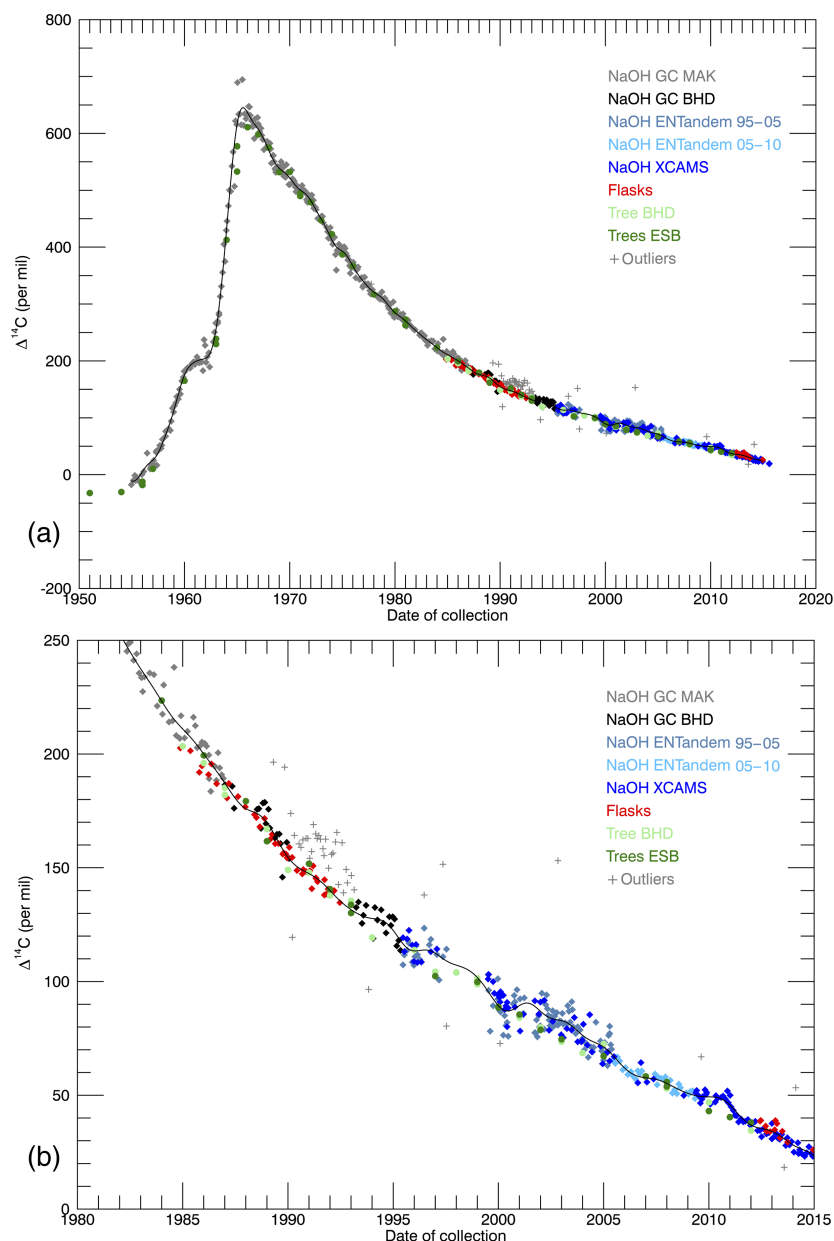 800
600
400
200
0
-200
Δ14C (per mil)
NaOH GC MAK
NaOH GC BHD
NaOH ENTandem 95−05
NaOH ENTandem 05−10
NaOH XCAMS
Flasks
Tree BHD
Trees ESB
+ Outliers
(a)
1950 1960 1970 1980 1990 2000 2010 2020
Date of collection
250
200
150
100
50
0
Δ14C (per mil)
NaOH GC MAK
NaOH GC BHD
NaOH ENTandem 95−05
NaOH ENTandem 05−10
NaOH XCAMS
Flasks
Tree BHD
Trees ESB
+ Outliers
(b)
1980 1985 1990 1995 2000 2005 2010 2015
Date of collection